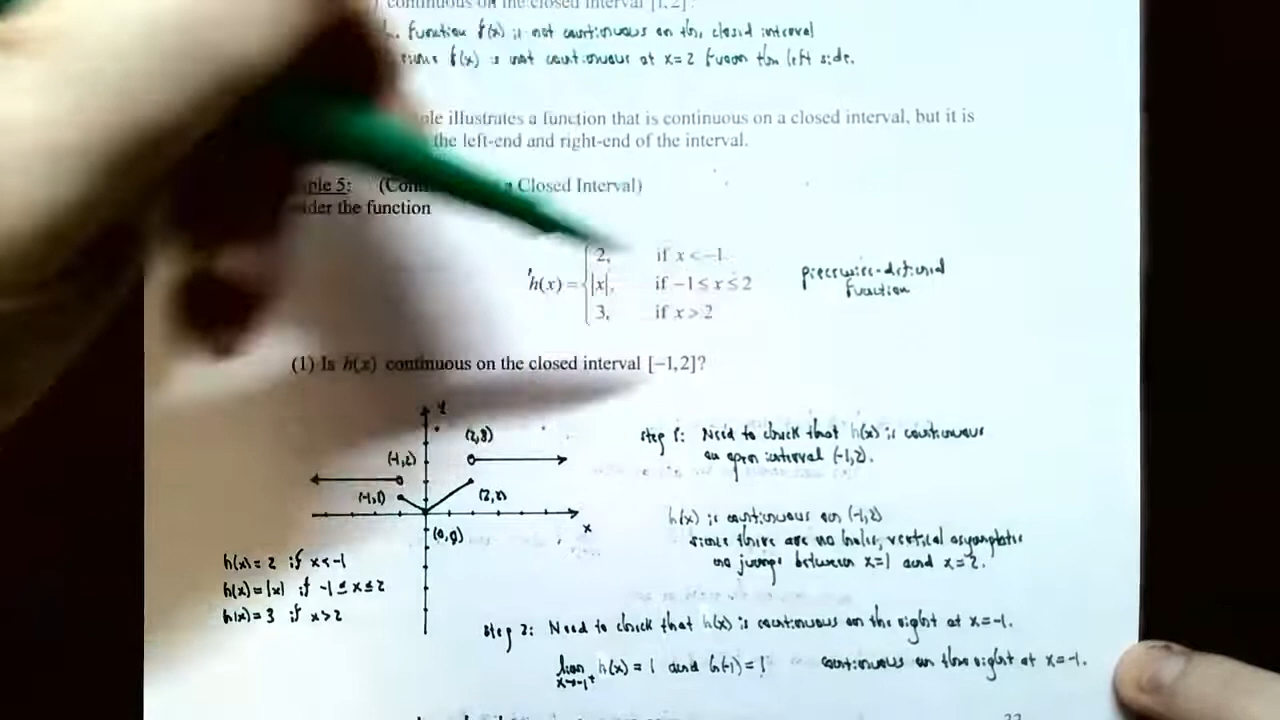 continuous on the closed interval [1,2]?
function f(x) is not continuous on the closed interval
since f(x) is not continuous at x=2 from the left side.
ple illustrates a function that is continuous on a closed interval, but it is
the left-end and right-end of the interval.
ple 5: (Con Closed Interval)
ider the function
h(x) = { 2, if x < -1
|x|, if -1 ≤ x ≤ 2
3, if x > 2
piecewise-defined
function
(1) Is h(x) continuous on the closed interval [-1,2]?
(2,3)
(-1,2)
(-1,1)
(2,2)
x
(0,0)
h(x) = 2 if x < -1
h(x) = |x| if -1 ≤ x ≤ 2
h(x) = 3 if x > 2
Step 1: Need to check that h(x) is continuous
on open interval (-1,2).
h(x) is continuous on (-1,2)
since there are no holes, vertical asymptotic
no jumps between x=1 and x=2.
Step 2: Need to check that h(x) is continuous on the right at x=-1.
lim x→-1⁺ h(x) = 1 and h(-1) = 1 continuous on the right at x=-1.